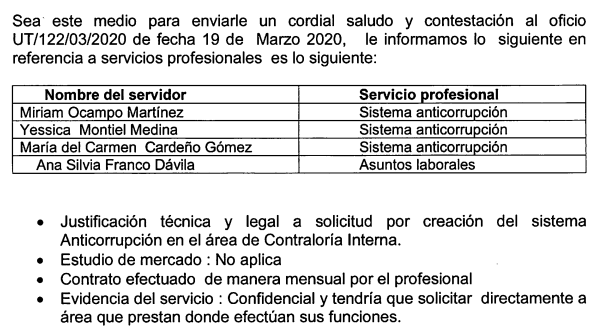 Sea este medio para enviarle un cordial saludo y contestación al oficio
UT/122/03/2020 de fecha 19 de Marzo 2020, le informamos lo siguiente en
referencia a servicios profesionales es lo siguiente:
Nombre del servidor Servicio profesional
Miriam Ocampo Martínez Sistema anticorrupción
Yessica Montiel Medina Sistema anticorrupción
María del Carmen Cardeño Gómez Sistema anticorrupción
Ana Silvia Franco Dávila Asuntos laborales
• Justificación técnica y legal a solicitud por creación del sistema
Anticorrupción en el área de Contraloría Interna.
• Estudio de mercado : No aplica
• Contrato efectuado de manera mensual por el profesional
• Evidencia del servicio : Confidencial y tendría que solicitar directamente a
área que prestan donde efectúan sus funciones.